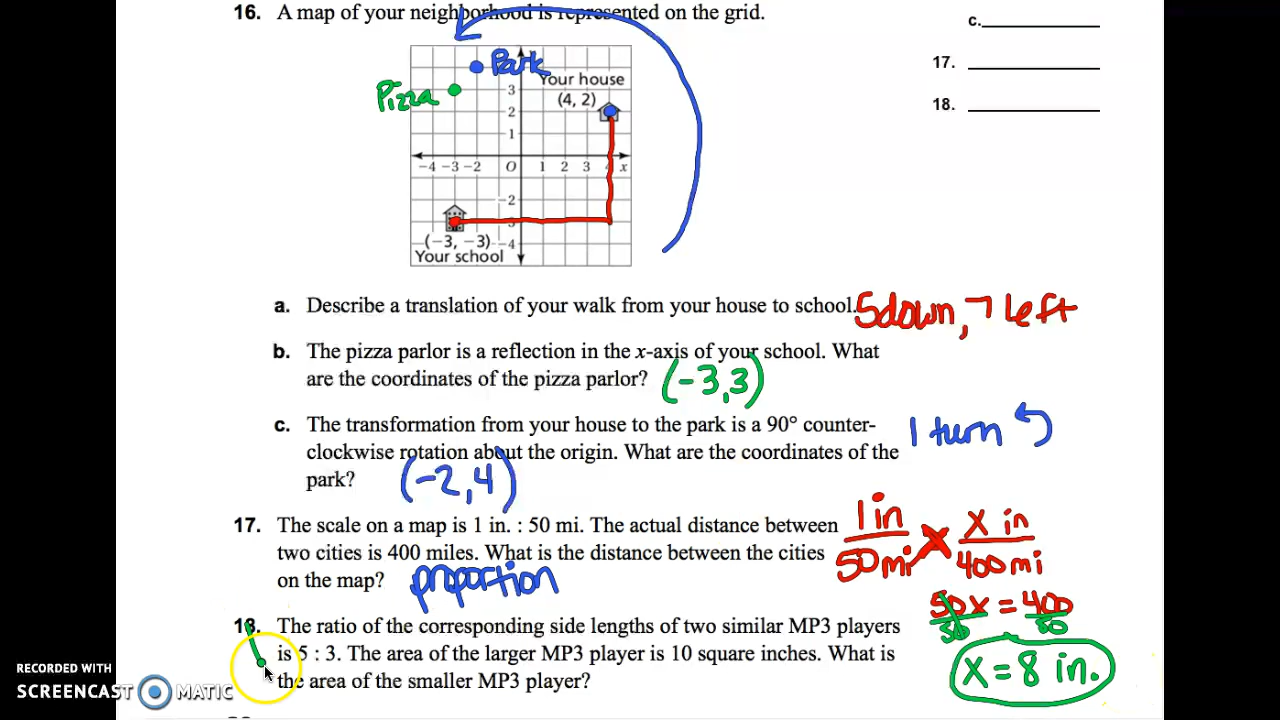 16. A map of your neighborhood is represented on the grid.
c.
17.
18.
Park
Pizza
Your house
(4, 2)
3
2
1
-4 -3 -2 O 1 2 3 4 x
-2
3
-4
(-3, -3)
Your school
a. Describe a translation of your walk from your house to school. 5 down, 7 left
b. The pizza parlor is a reflection in the x-axis of your school. What
are the coordinates of the pizza parlor? (-3,3)
c. The transformation from your house to the park is a 90° counter-
clockwise rotation about the origin. What are the coordinates of the
park? (-2,4)
1 turn
17. The scale on a map is 1 in. : 50 mi. The actual distance between
two cities is 400 miles. What is the distance between the cities
on the map? proportion
1 in x in
50 mi 400 mi
50x = 400
50 50
x = 8 in.
18. The ratio of the corresponding side lengths of two similar MP3 players
is 5 : 3. The area of the larger MP3 player is 10 square inches. What is
the area of the smaller MP3 player?
RECORDED WITH
SCREENCAST MATIC